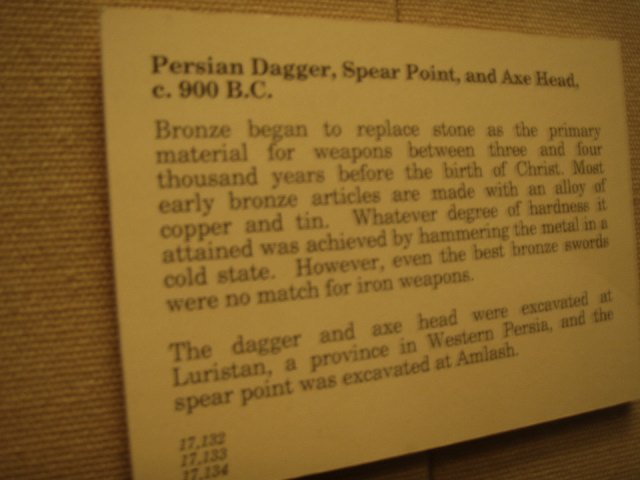 Persian Dagger, Spear Point, and Axe Head,
c. 900 B.C.
Bronze began to replace stone as the primary
material for weapons between three and four
thousand years before the birth of Christ. Most
early bronze articles are made with an alloy of
copper and tin. Whatever degree of hardness it
attained was achieved by hammering the metal in a
cold state. However, even the best bronze swords
were no match for iron weapons.
The dagger and axe head were excavated at
Luristan, a province in Western Persia, and the
spear point was excavated at Amlash.
17.132
17.133
17.134